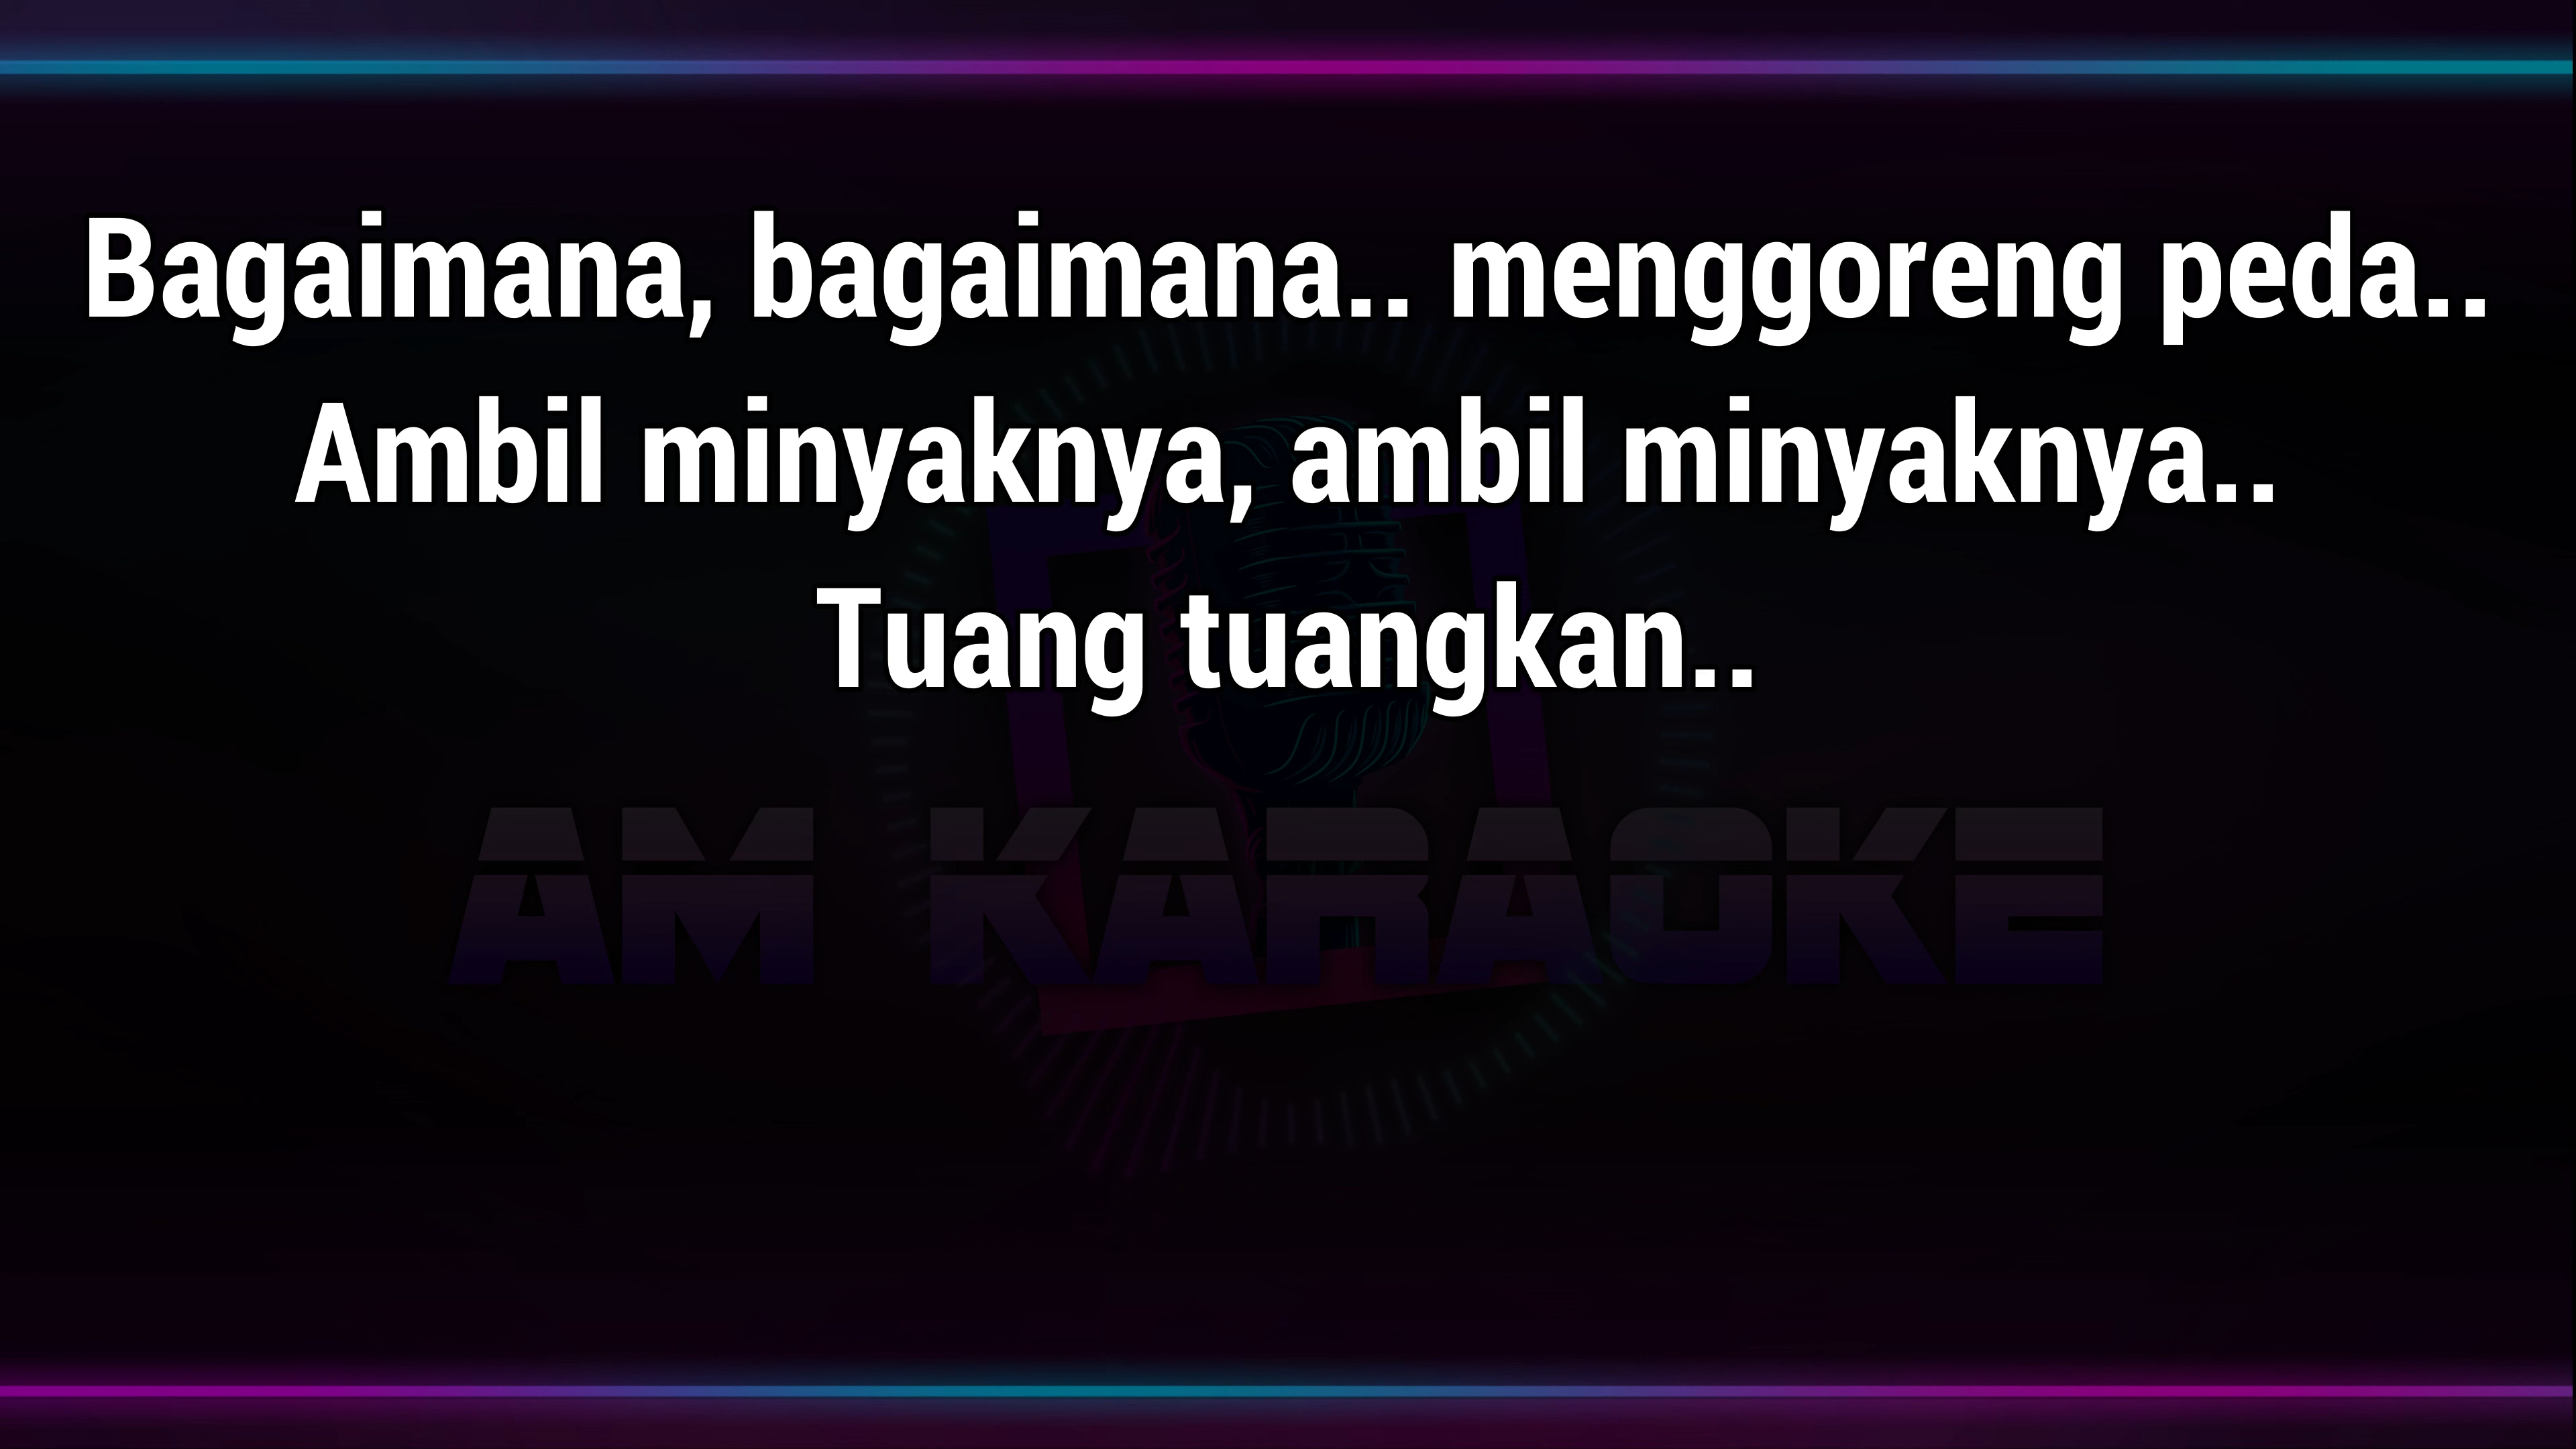 Bagaimana, bagaimana.. menggoreng peda..
Ambil minyaknya, ambil minyaknya..
Tuang tuangkan..
AM KARAOKE